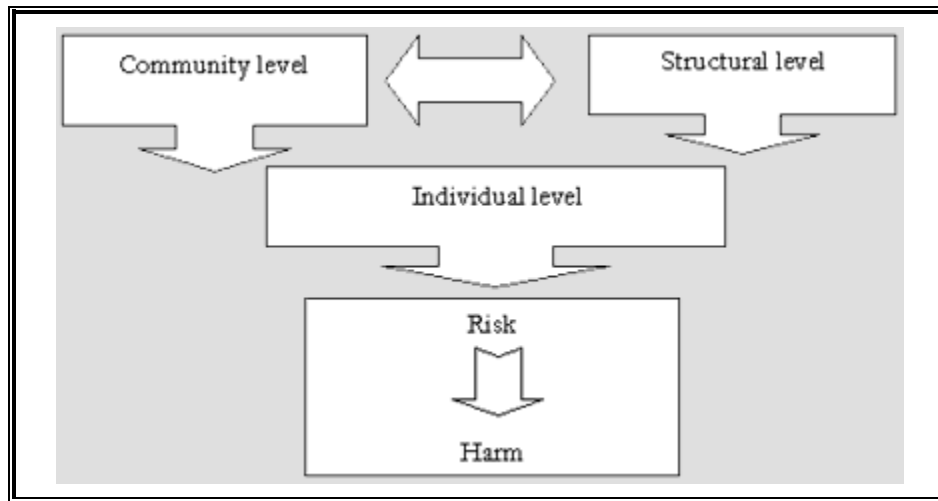 Community level
Structural level
Individual level
Risk
Harm